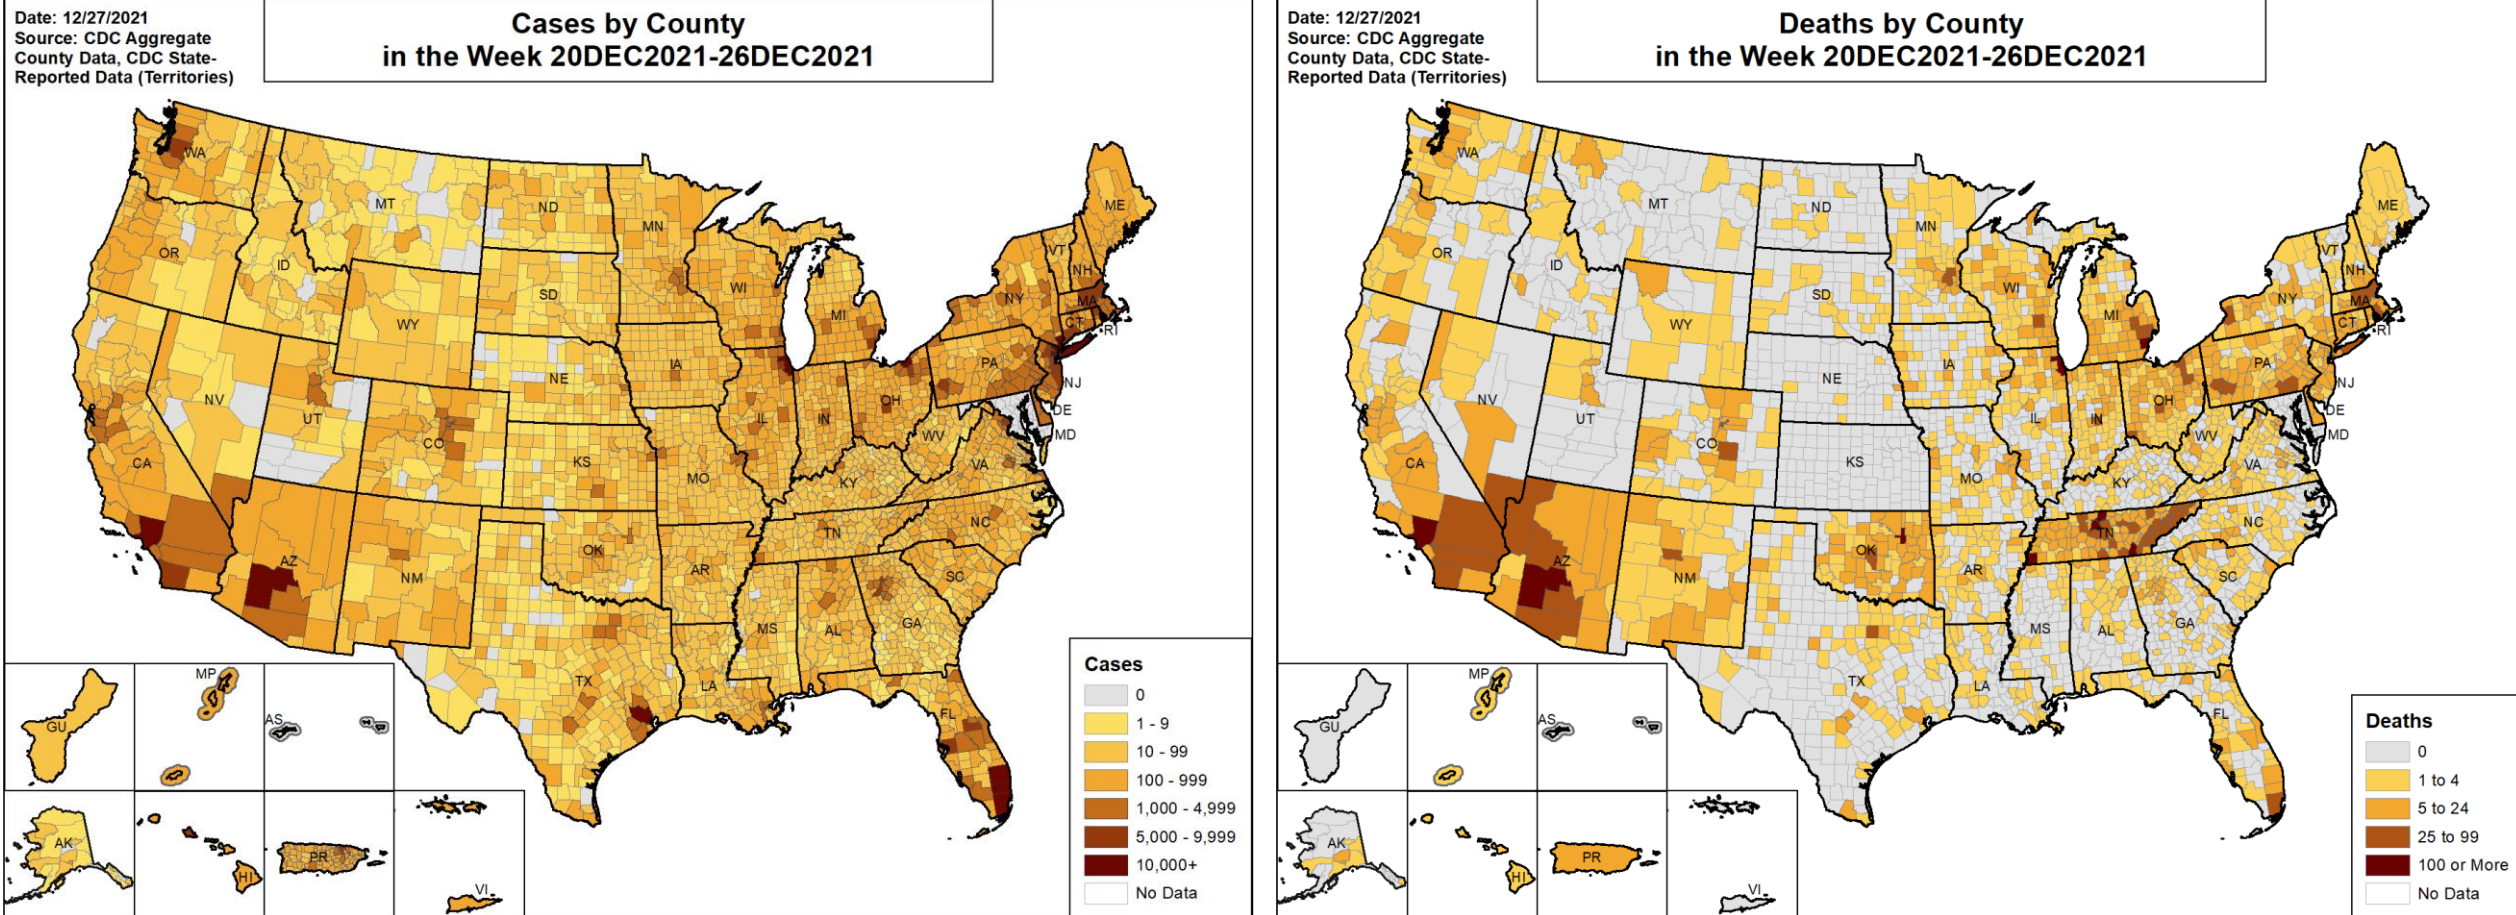 Date: 12/27/2021
Source: CDC Aggregate
County Data, CDC State-
Reported Data (Territories)
Cases by County
in the Week 20DEC2021-26DEC2021
WA
MT
ND
MN
ME
OR
ID
SD
WI
MI
VT
NH
NY
MA
CT
RI
WY
IA
NE
PA
NJ
NV
UT
CO
IL
IN
OH
DE
MD
WV
VA
CA
KS
MO
KY
AZ
NM
OK
AR
TN
NC
SC
MS
AL
GA
TX
LA
FL
GU
MP
AS
AK
HI
PR
VI
Cases
0
1 - 9
10 - 99
100 - 999
1,000 - 4,999
5,000 - 9,999
10,000+
No Data
Date: 12/27/2021
Source: CDC Aggregate
County Data, CDC State-
Reported Data (Territories)
Deaths by County
in the Week 20DEC2021-26DEC2021
WA
MT
ND
MN
ME
OR
ID
SD
WI
MI
VT
NH
NY
MA
CT
RI
WY
IA
NE
PA
NJ
NV
UT
CO
IL
IN
OH
DE
MD
WV
VA
CA
KS
MO
KY
AZ
NM
OK
AR
TN
NC
SC
MS
AL
GA
TX
LA
FL
GU
MP
AS
AK
HI
PR
VI
Deaths
0
1 to 4
5 to 24
25 to 99
100 or More
No Data